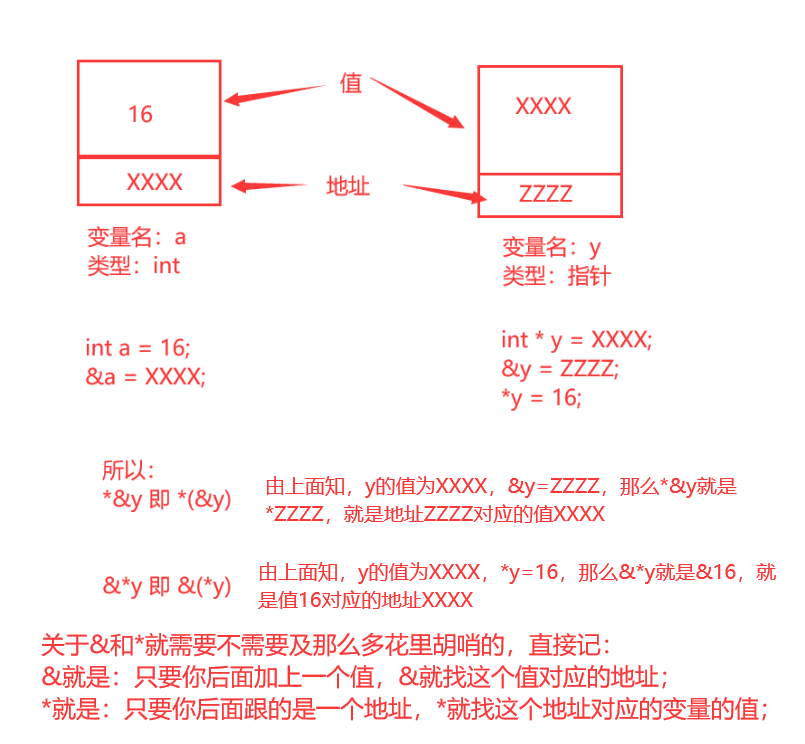 值
16
XXXX
XXXX
地址
ZZZZ
变量名：a
类型：int
变量名：y
类型：指针
int a = 16;
&a = XXXX;
int * y = XXXX;
&y = ZZZZ;
*y = 16;
所以：
*&y 即 *(&y)
由上面知，y的值为XXXX，&y=ZZZZ，那么*&y就是
*ZZZZ，就是地址ZZZZ对应的值XXXX
&*y 即 &(*y)
由上面知，y的值为XXXX，*y=16，那么&*y就是&16，就
是值16对应的地址XXXX
关于&和*就需要不需要及那么多花里胡哨的，直接记：
&就是：只要你后面加上一个值，&就找这个值对应的地址；
*就是：只要你后面跟的是一个地址，*就找这个地址对应的变量的值；